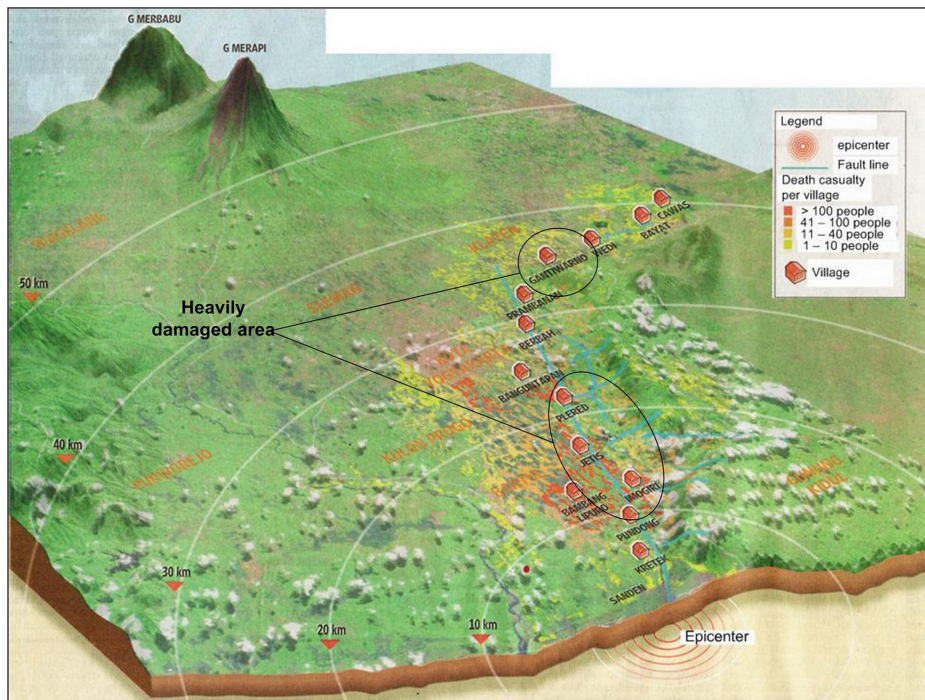 G MERBABU
G MERAPI
Legend
epicenter
Fault line
Death casualty
per village
> 100 people
41 – 100 people
11 – 40 people
1 – 10 people
Village
MAGELANG
SLEMAN
KLATEN
CAWAS
BAYAT
WEDI
GANTIWARNO
PRAMBANAN
BERBAH
BANGUNTAPAN
PLERED
JETIS
IMOGIRI
BAMBANG
LIPURO
PUNDONG
KRETEK
SANDEN
Heavily
damaged area
KULON PROGO
PURWOREJO
GUNUNG
KIDUL
50 km
40 km
30 km
20 km
10 km
Epicenter